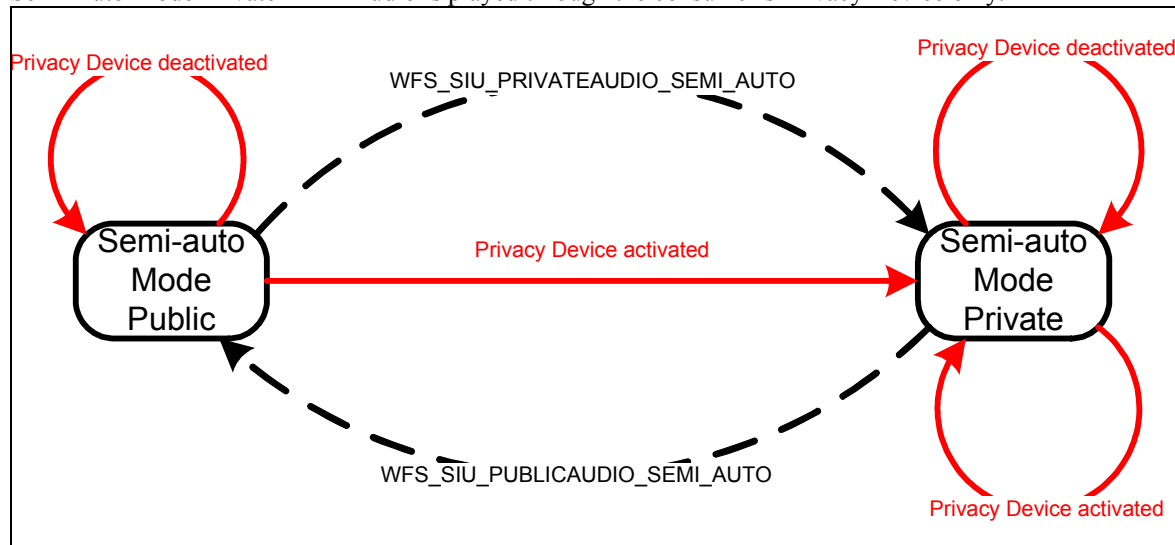 Privacy Device deactivated
Privacy Device deactivated
WFS_SIU_PRIVATEAUDIO_SEMI_AUTO
Semi-auto
Mode
Public
Privacy Device activated
Semi-auto
Mode
Private
WFS_SIU_PUBLICAUDIO_SEMI_AUTO
Privacy Device activated